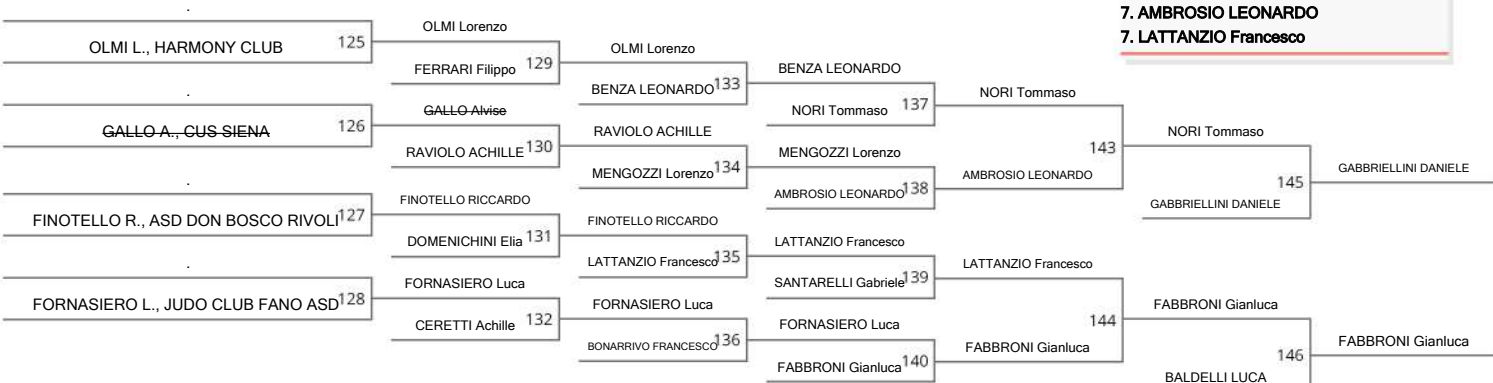 7. AMBROSIO LEONARDO
7. LATTANZIO Francesco
.
OLMI L., HARMONY CLUB 125
.
GALLO A., CUS SIENA 126
.
FINOTELLO R., ASD DON BOSCO RIVOLI 127
.
FORNASIERO L., JUDO CLUB FANO ASD 128
OLMI Lorenzo
FERRARI Filippo 129
GALLO Alvise
RAVIOLO ACHILLE 130
FINOTELLO RICCARDO
DOMENICHINI Elia 131
FORNASIERO Luca
CERETTI Achille 132
OLMI Lorenzo
BENZA LEONARDO 133
RAVIOLO ACHILLE
MENGOZZI Lorenzo 134
FINOTELLO RICCARDO
LATTANZIO Francesco 135
FORNASIERO Luca
BONARRIVO FRANCESCO 136
BENZA LEONARDO
NORI Tommaso 137
MENGOZZI Lorenzo
AMBROSIO LEONARDO 138
LATTANZIO Francesco
SANTARELLI Gabriele 139
FORNASIERO Luca
FABBRONI Gianluca 140
NORI Tommaso
143
AMBROSIO LEONARDO
LATTANZIO Francesco
144
FABBRONI Gianluca
NORI Tommaso
145
GABBRIELLINI DANIELE
FABBRONI Gianluca
146
BALDELLI LUCA
GABBRIELLINI DANIELE
FABBRONI Gianluca